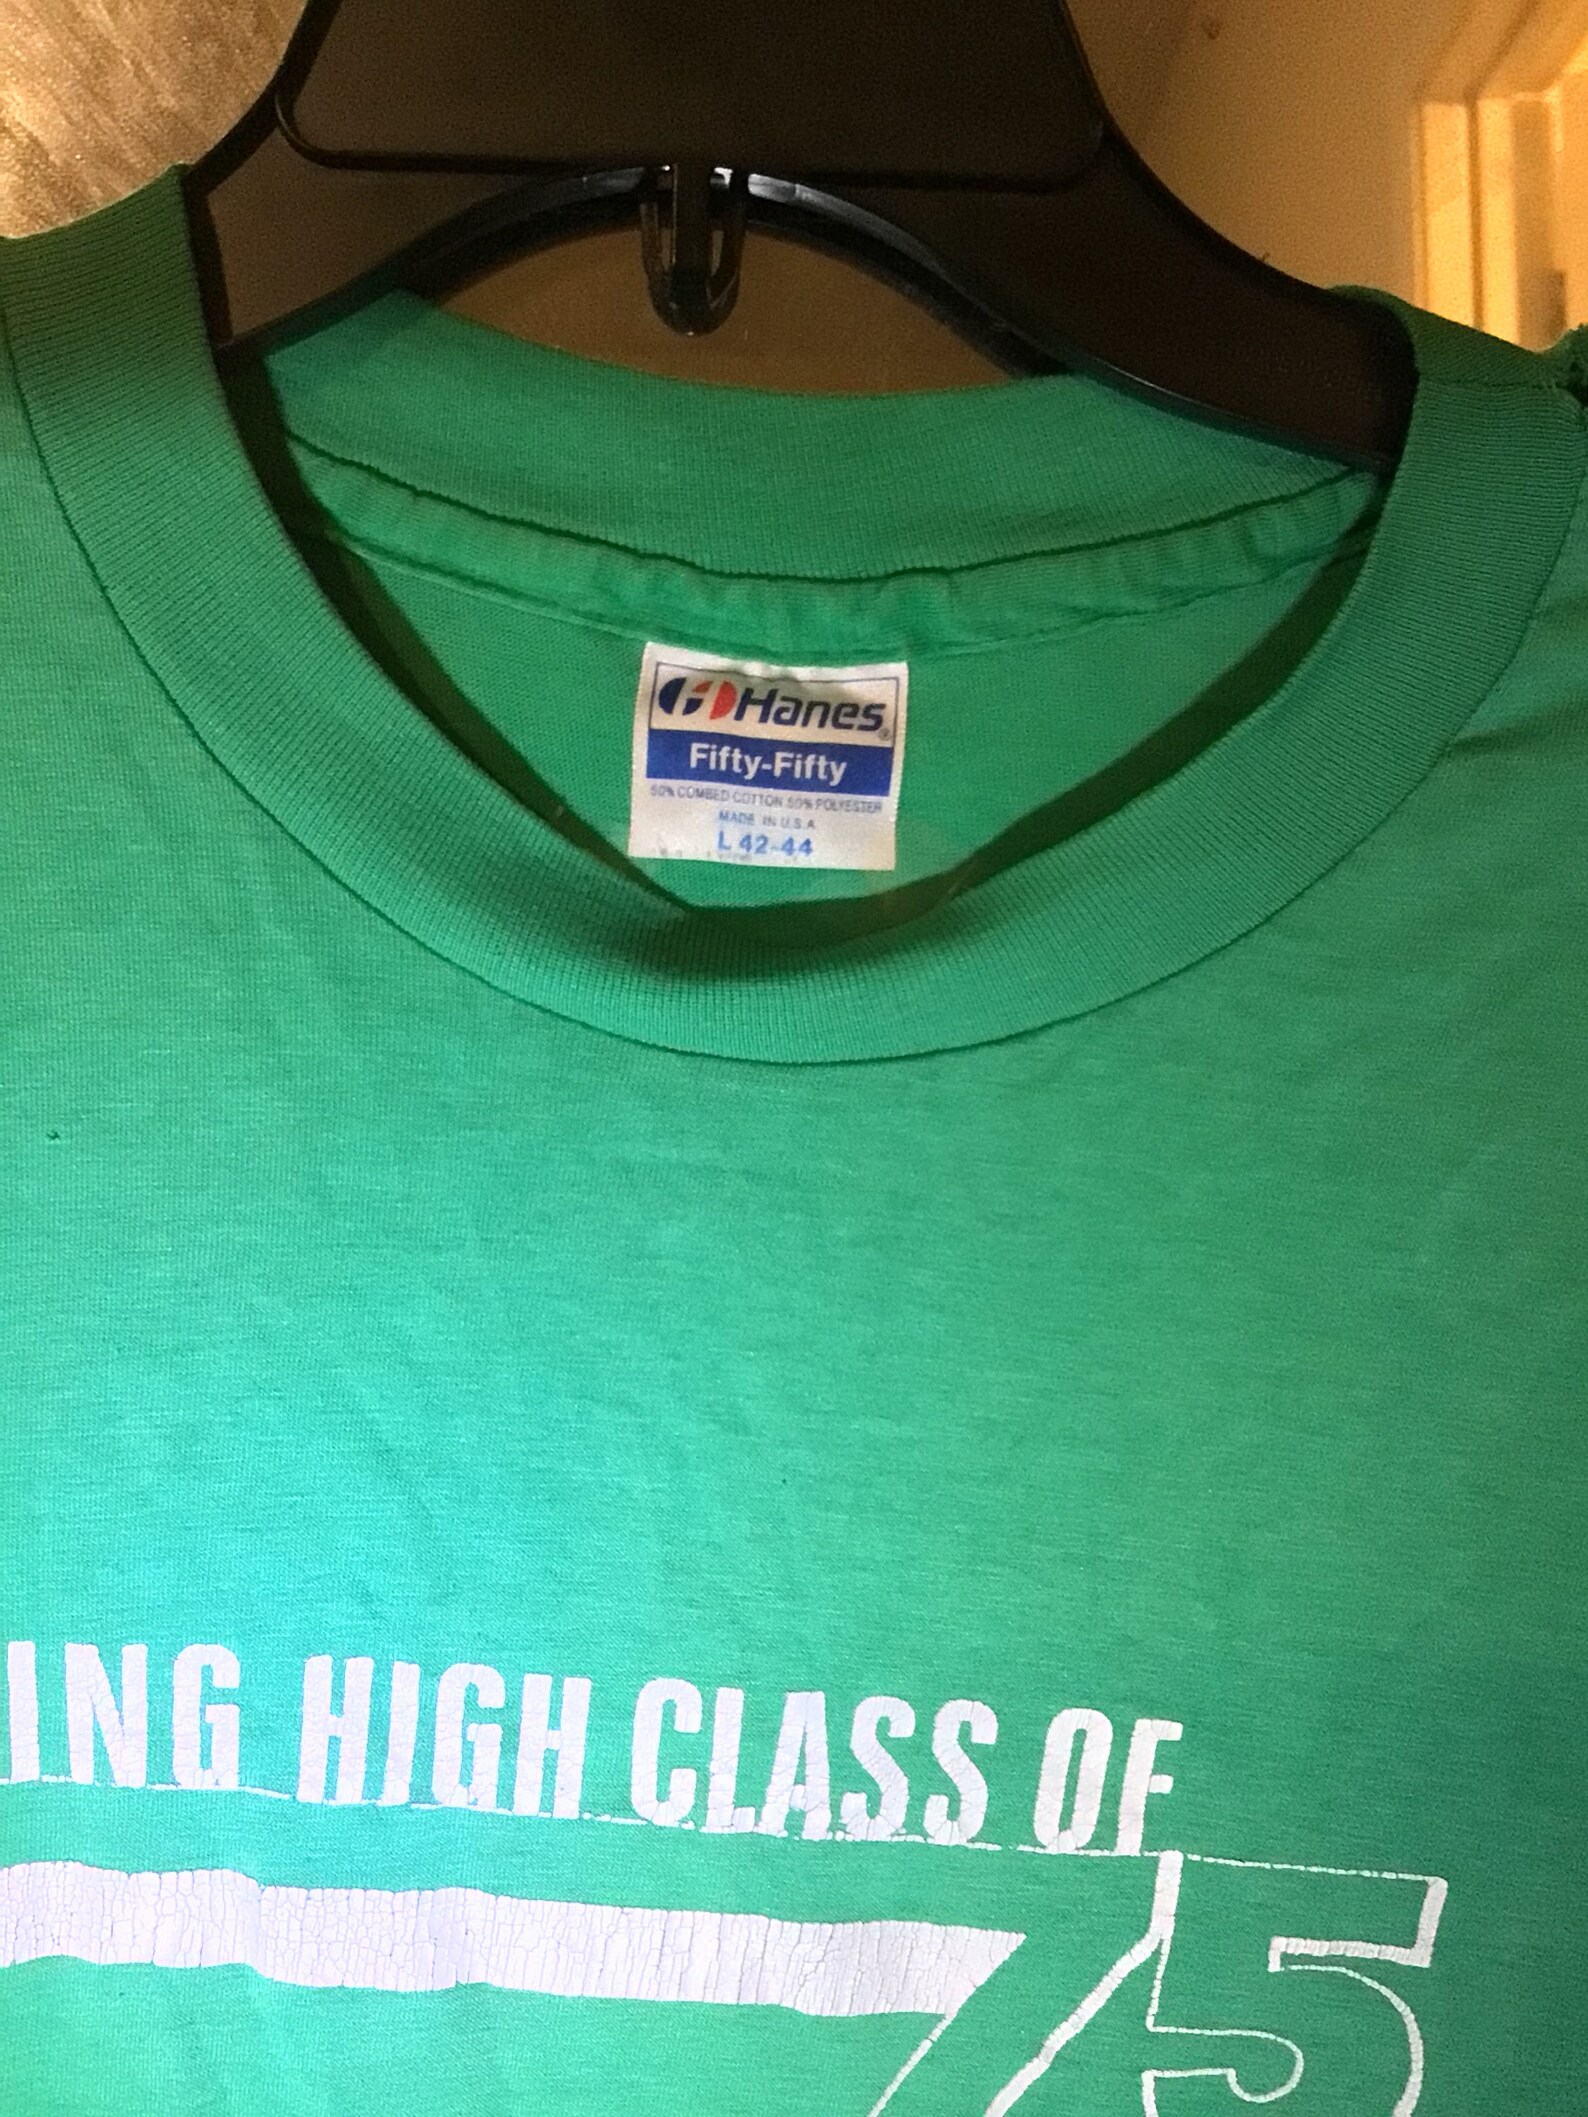 Hanes®
Fifty-Fifty
50% COMBED COTTON 50% POLYESTER
MADE IN U.S.A
L 42-44
ING HIGH CLASS OF
75